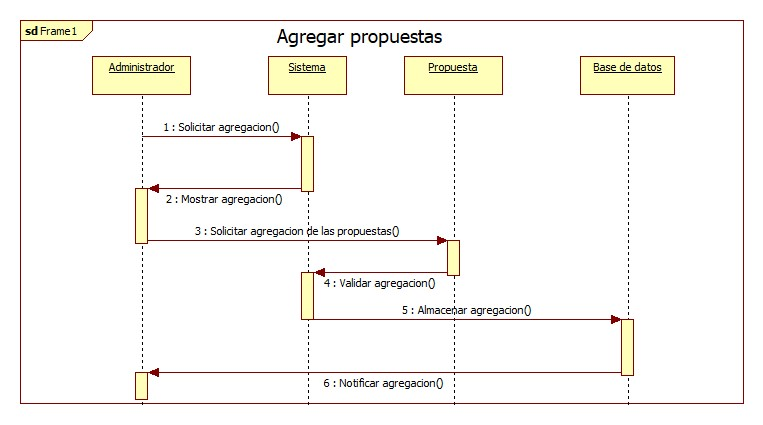 sd Frame1
Agregar propuestas
Administrador
Sistema
Propuesta
Base de datos
1 : Solicitar agregacion()
2 : Mostrar agregacion()
3 : Solicitar agregacion de las propuestas()
4 : Validar agregacion()
5 : Almacenar agregacion()
6 : Notificar agregacion()